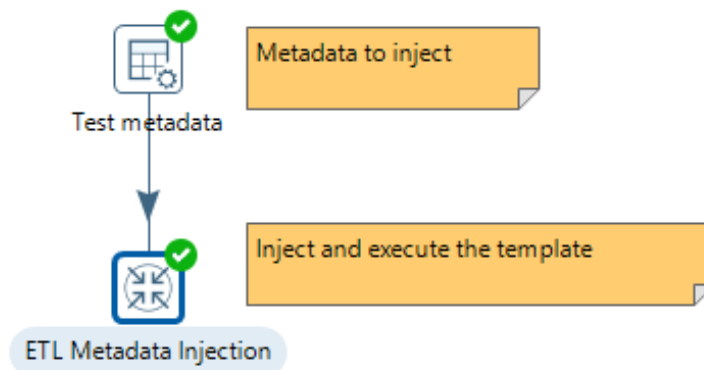 Metadata to inject
Test metadata
Inject and execute the template
ETL Metadata Injection